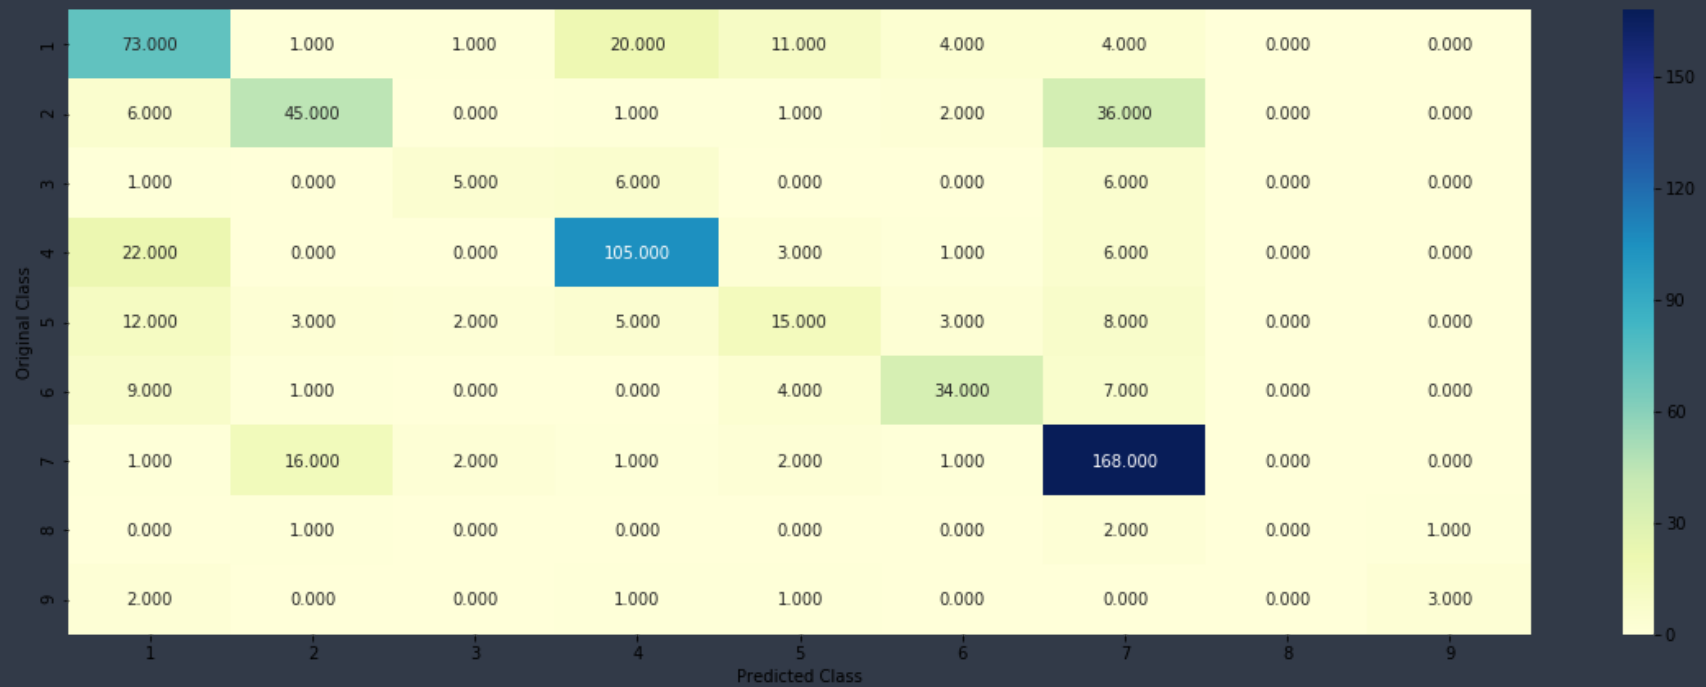 1 73.000 1.000 1.000 20.000 11.000 4.000 4.000 0.000 0.000
2 6.000 45.000 0.000 1.000 1.000 2.000 36.000 0.000 0.000
3 1.000 0.000 5.000 6.000 0.000 0.000 6.000 0.000 0.000
4 22.000 0.000 0.000 105.000 3.000 1.000 6.000 0.000 0.000
5 12.000 3.000 2.000 5.000 15.000 3.000 8.000 0.000 0.000
6 9.000 1.000 0.000 0.000 4.000 34.000 7.000 0.000 0.000
7 1.000 16.000 2.000 1.000 2.000 1.000 168.000 0.000 0.000
8 0.000 1.000 0.000 0.000 0.000 0.000 2.000 0.000 1.000
9 2.000 0.000 0.000 1.000 1.000 0.000 0.000 0.000 3.000
1 2 3 4 5 6 7 8 9
Predicted Class
Original Class
150
120
90
60
30
0